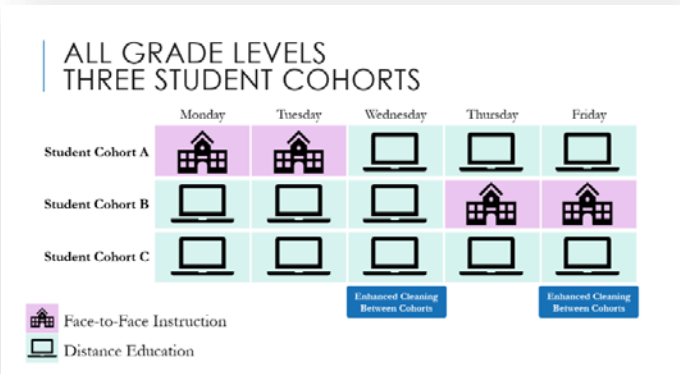 ALL GRADE LEVELS
THREE STUDENT COHORTS
Monday Tuesday Wednesday Thursday Friday
Student Cohort A
Student Cohort B
Student Cohort C
Enhanced Cleaning Enhanced Cleaning
Between Cohorts Between Cohorts
Face-to-Face Instruction
Distance Education